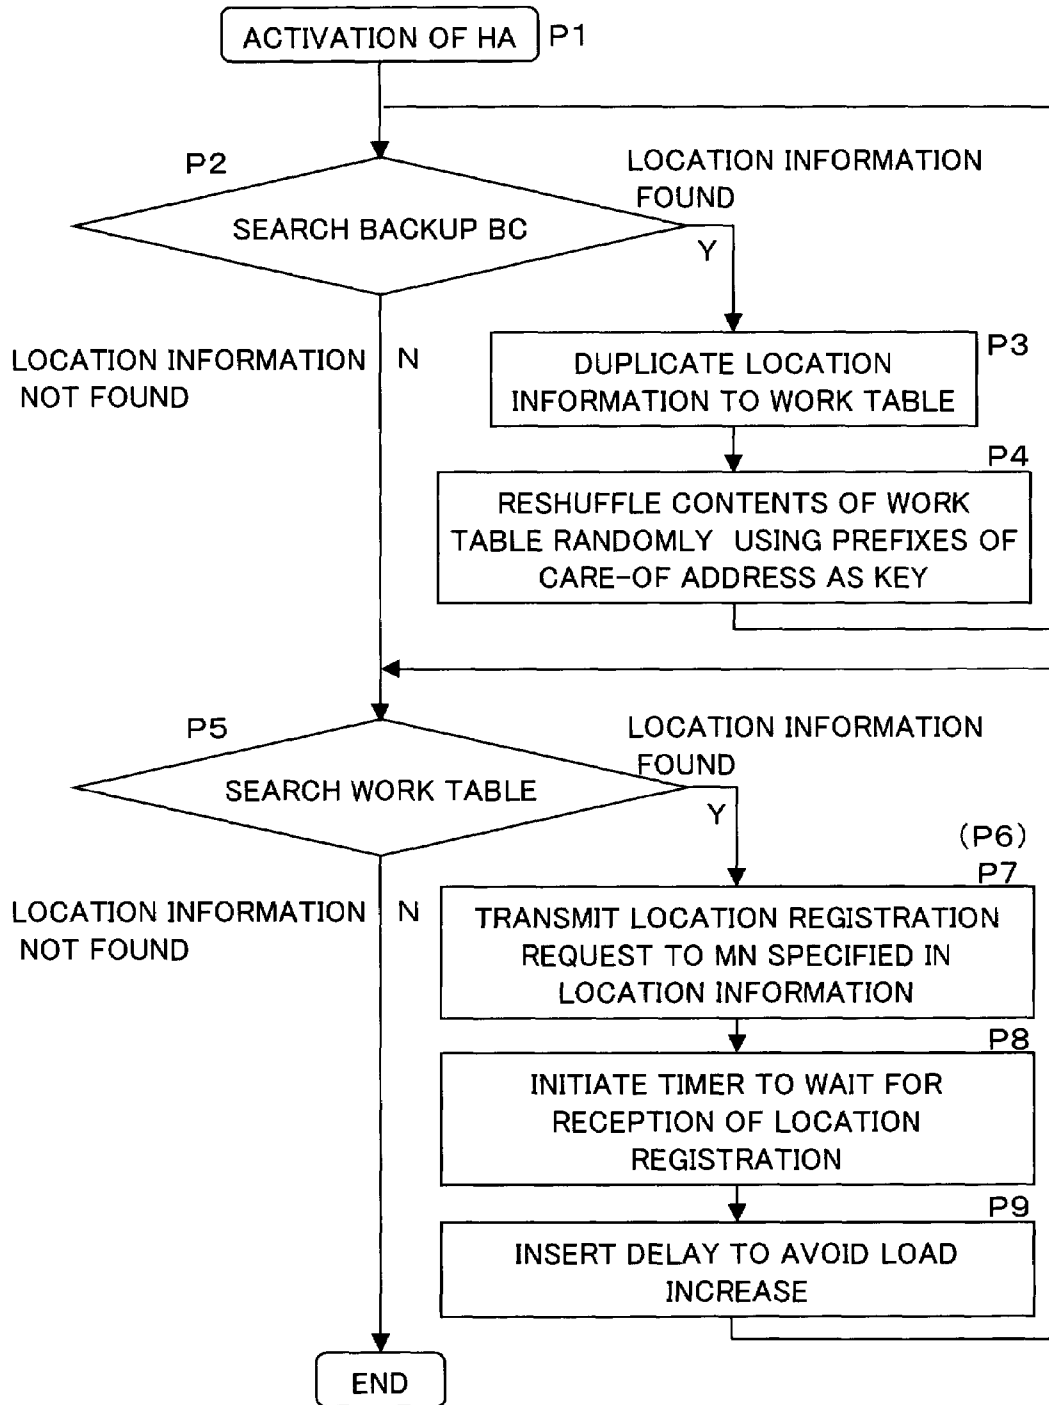 ACTIVATION OF HA P1
P2
LOCATION INFORMATION
FOUND
SEARCH BACKUP BC
Y
LOCATION INFORMATION
NOT FOUND
N
P3
DUPLICATE LOCATION
INFORMATION TO WORK TABLE
P4
RESHUFFLE CONTENTS OF WORK
TABLE RANDOMLY USING PREFIXES OF
CARE-OF ADDRESS AS KEY
P5
LOCATION INFORMATION
FOUND
SEARCH WORK TABLE
Y
LOCATION INFORMATION
NOT FOUND
N
(P6)
P7
TRANSMIT LOCATION REGISTRATION
REQUEST TO MN SPECIFIED IN
LOCATION INFORMATION
P8
INITIATE TIMER TO WAIT FOR
RECEPTION OF LOCATION
REGISTRATION
P9
INSERT DELAY TO AVOID LOAD
INCREASE
END